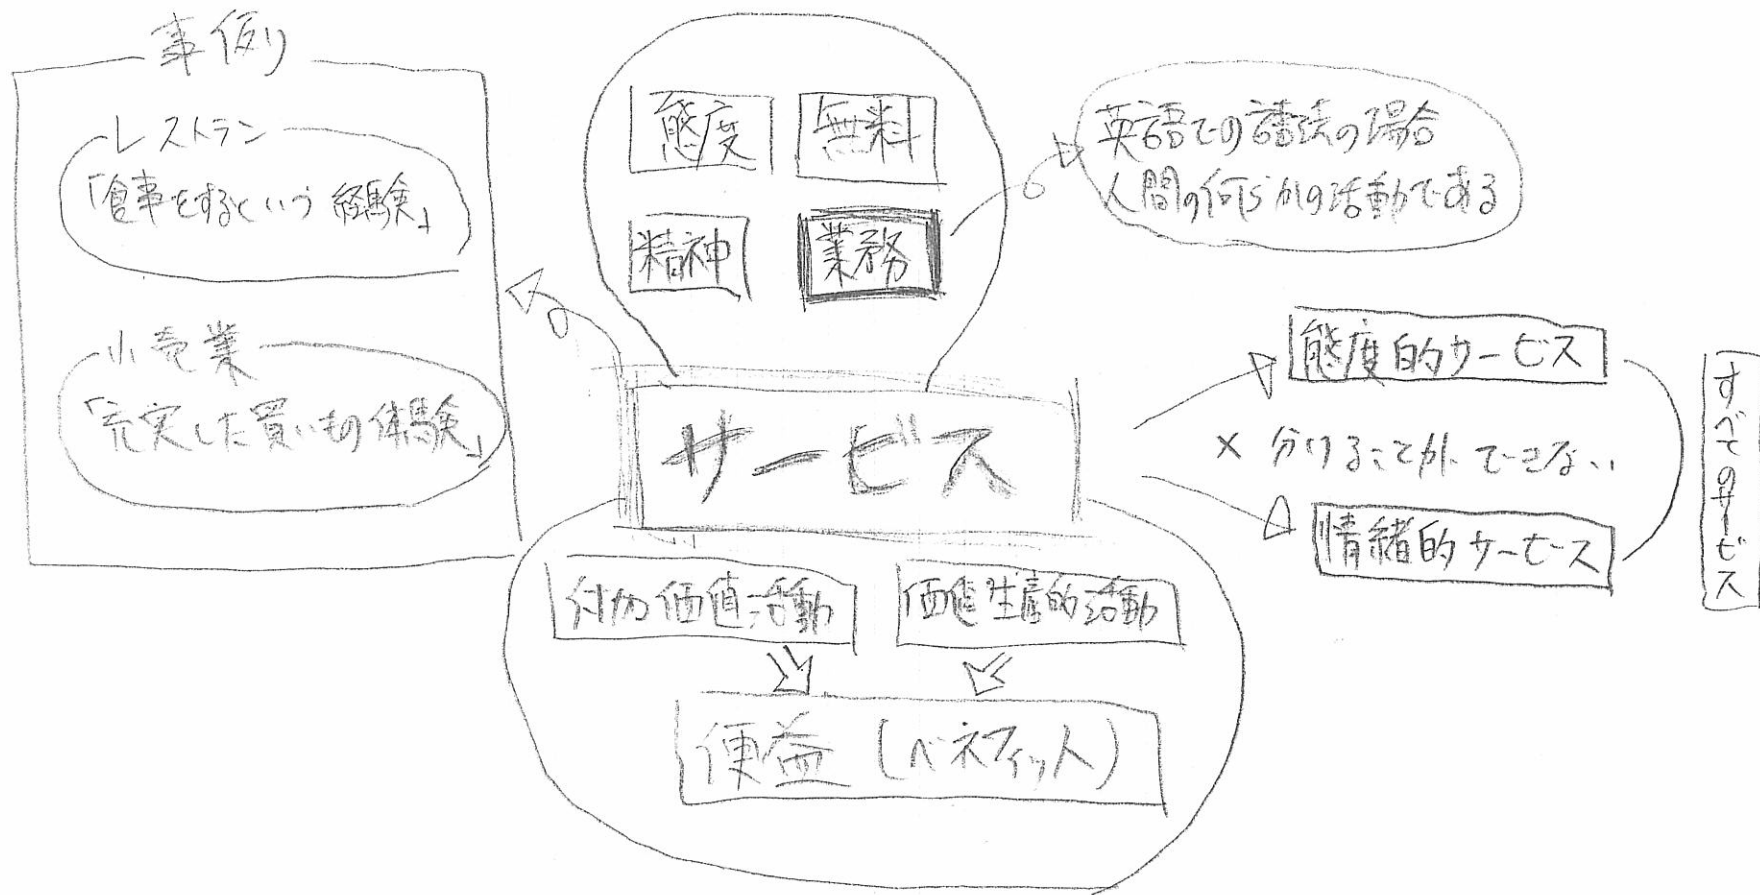 事例
レストラン
「食事をするという経験」
小売業
「充実した買いもの体験」
態度
無料
精神
業務
英語での語法の場合
人間の何らかの活動である
サービス
態度的サービス
× 分けることができない
情緒的サービス
すべてのサービス
付加価値活動
価値生産的活動
便益(ベネフィット)